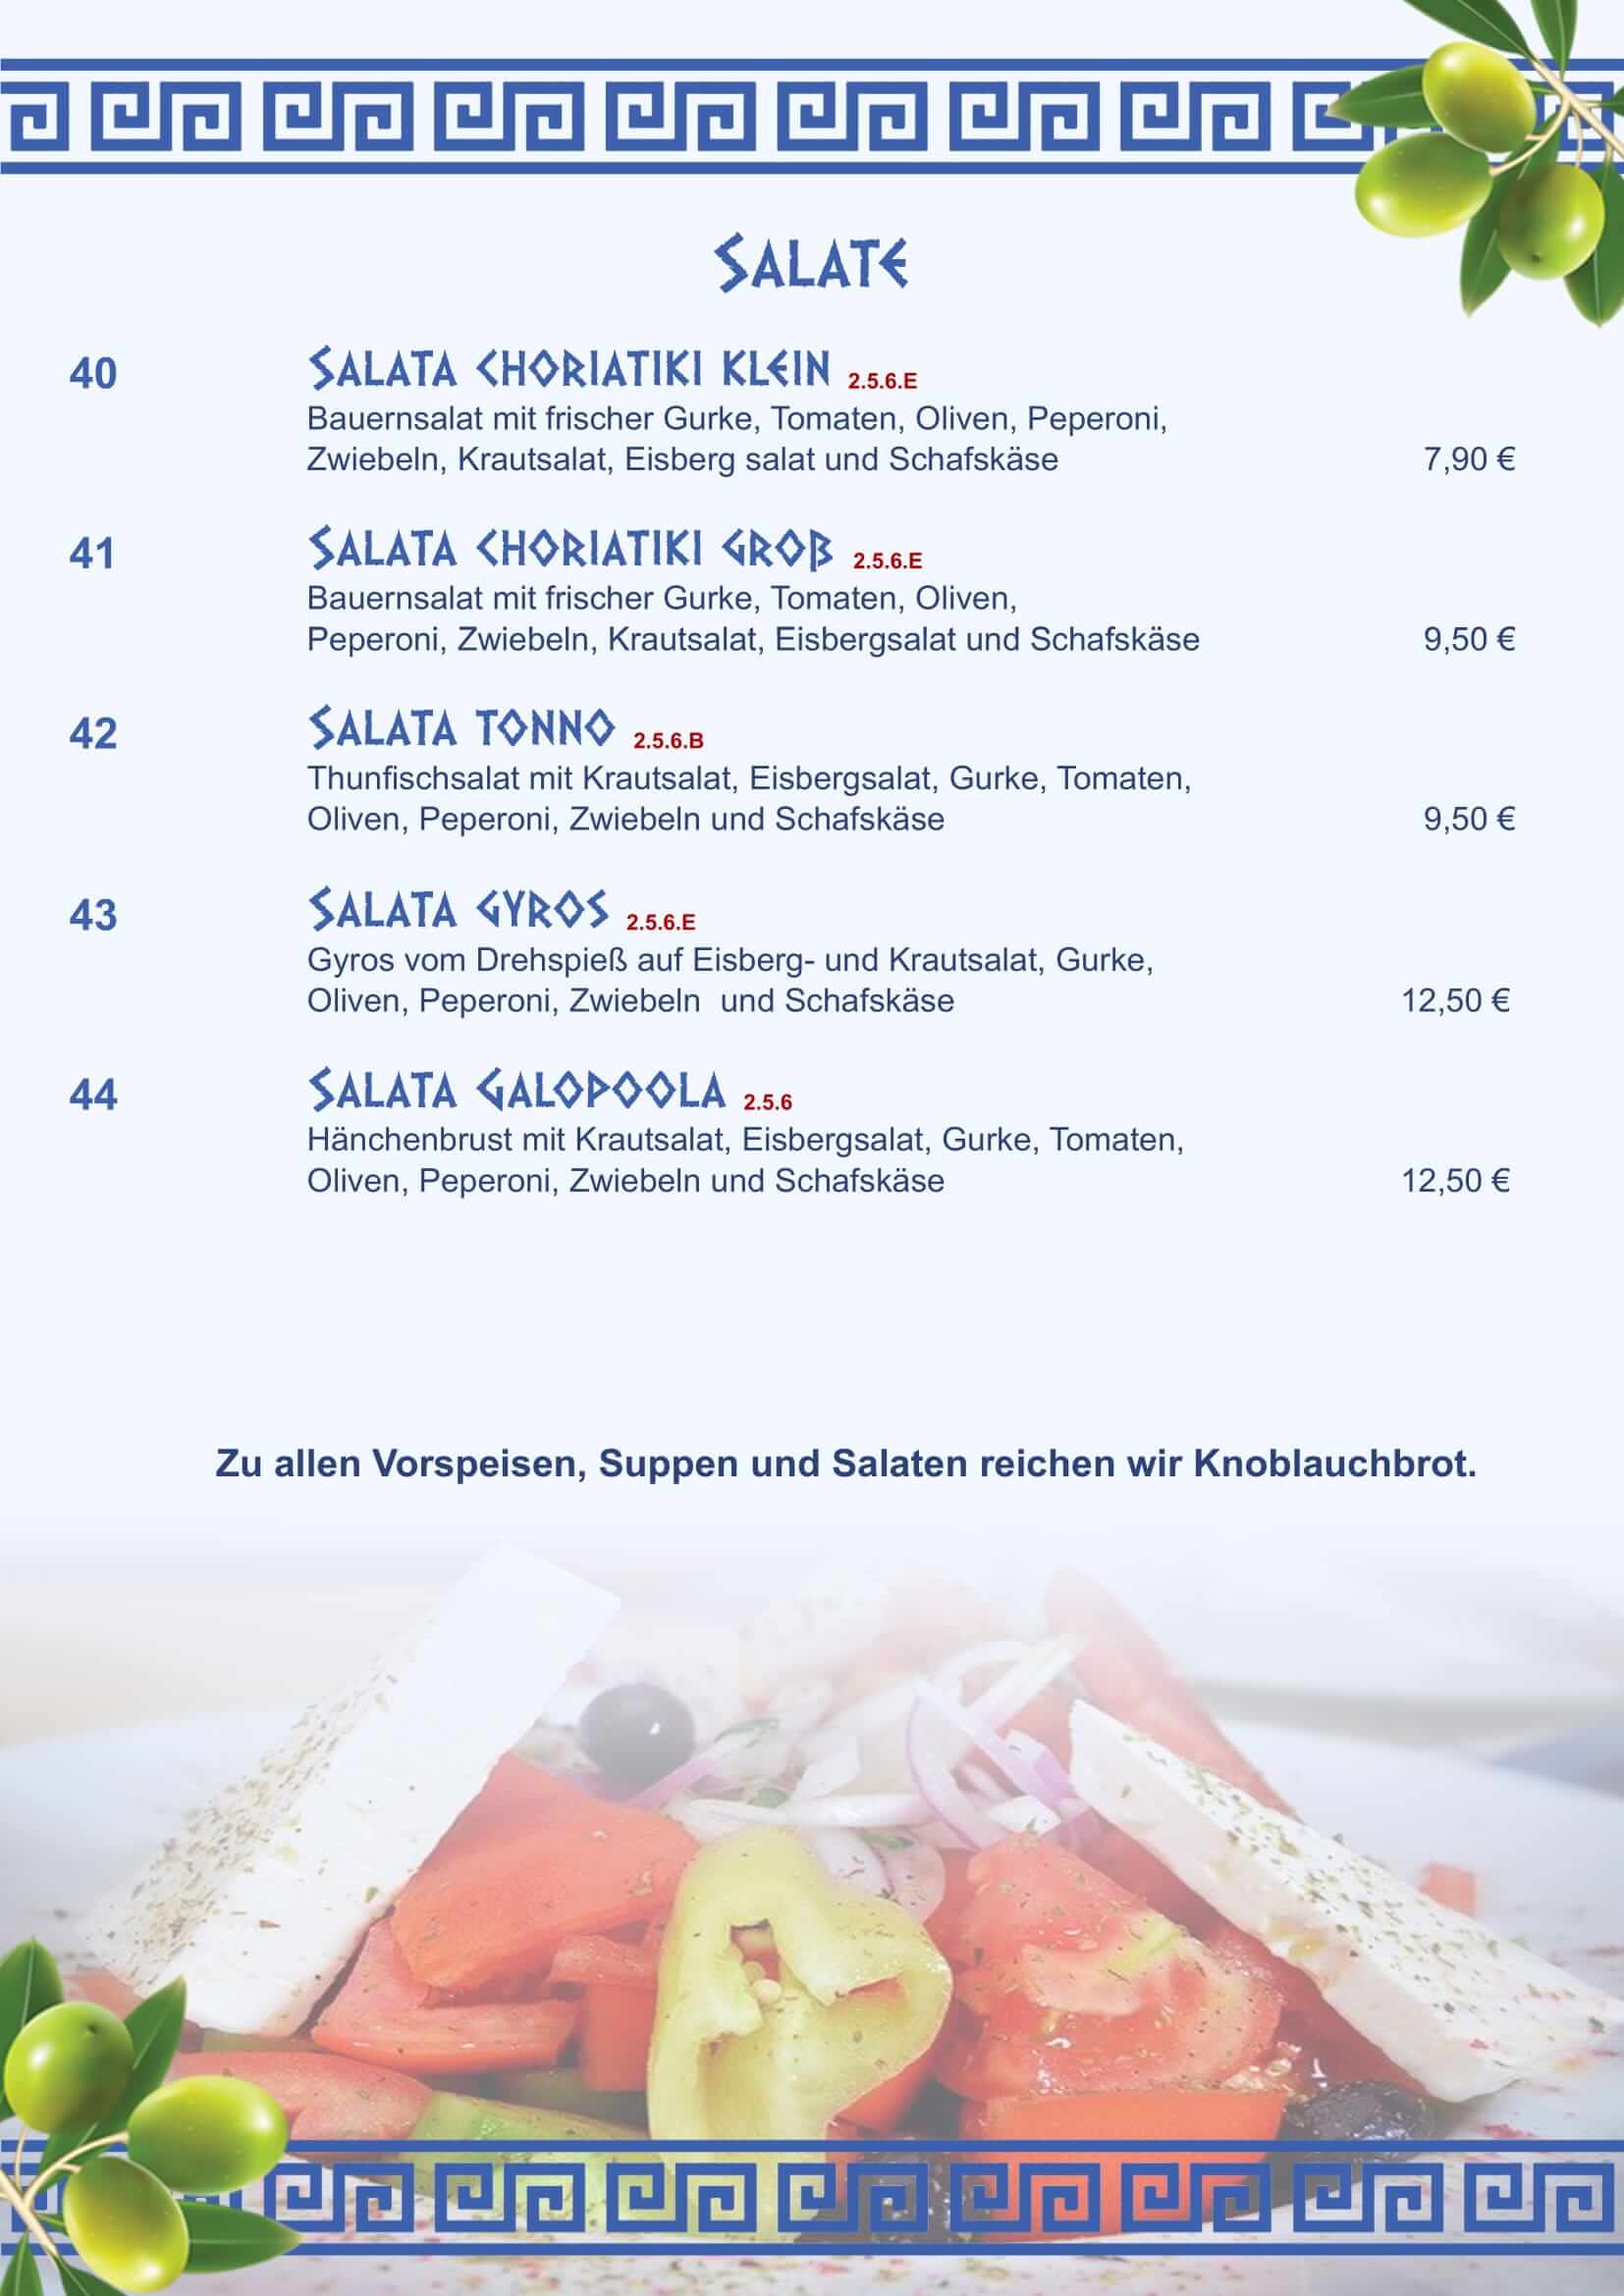 Salate
40 Salata Choriatiki klein 2.5.6.E
Bauernsalat mit frischer Gurke, Tomaten, Oliven, Peperoni,
Zwiebeln, Krautsalat, Eisberg salat und Schafskäse 7,90 €
41 Salata Choriatiki groß 2.5.6.E
Bauernsalat mit frischer Gurke, Tomaten, Oliven,
Peperoni, Zwiebeln, Krautsalat, Eisbergsalat und Schafskäse 9,50 €
42 Salata Tonno 2.5.6.B
Thunfischsalat mit Krautsalat, Eisbergsalat, Gurke, Tomaten,
Oliven, Peperoni, Zwiebeln und Schafskäse 9,50 €
43 Salata Gyros 2.5.6.E
Gyros vom Drehspieß auf Eisberg- und Krautsalat, Gurke,
Oliven, Peperoni, Zwiebeln und Schafskäse 12,50 €
44 Salata Galopoola 2.5.6
Hänchenbrust mit Krautsalat, Eisbergsalat, Gurke, Tomaten,
Oliven, Peperoni, Zwiebeln und Schafskäse 12,50 €
Zu allen Vorspeisen, Suppen und Salaten reichen wir Knoblauchbrot.